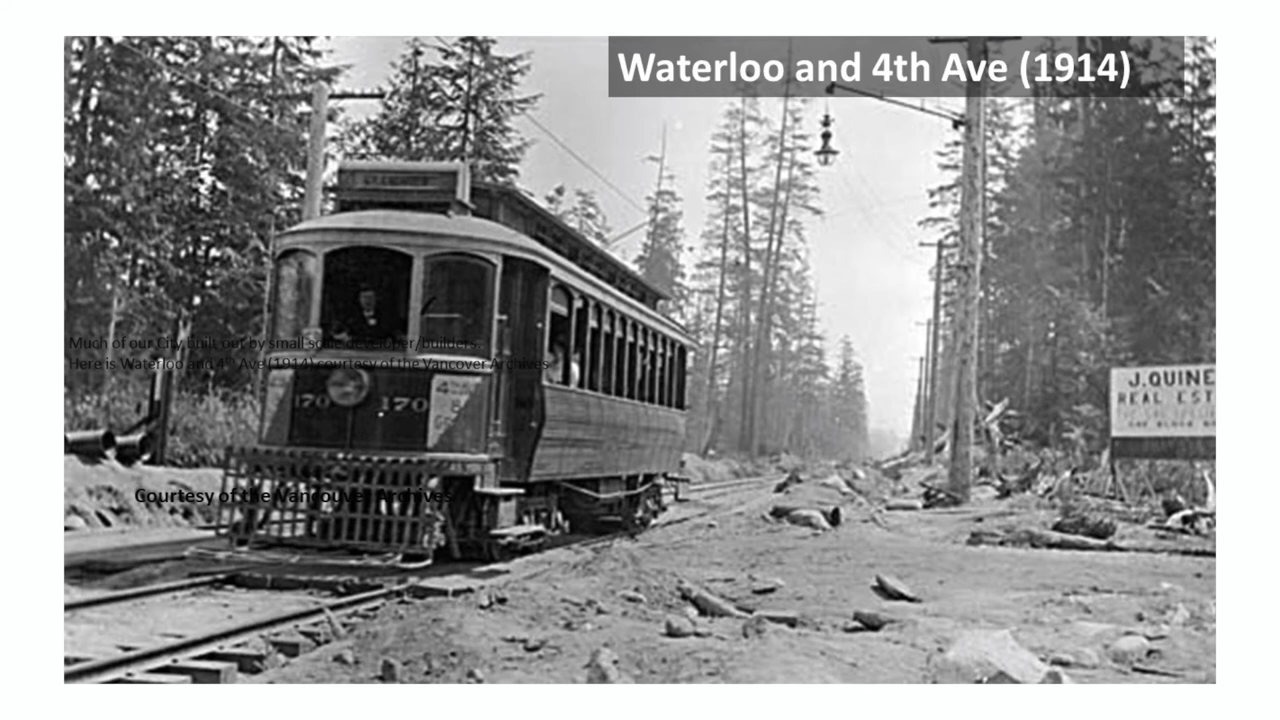 Waterloo and 4th Ave (1914)
Much of our City built out by small scale developer/builders.
Here is Waterloo and 4th Ave (1914) courtesy of the Vancover Archives
170 170
4
J.QUINE
REAL EST
Courtesy of the Vancouver Archives